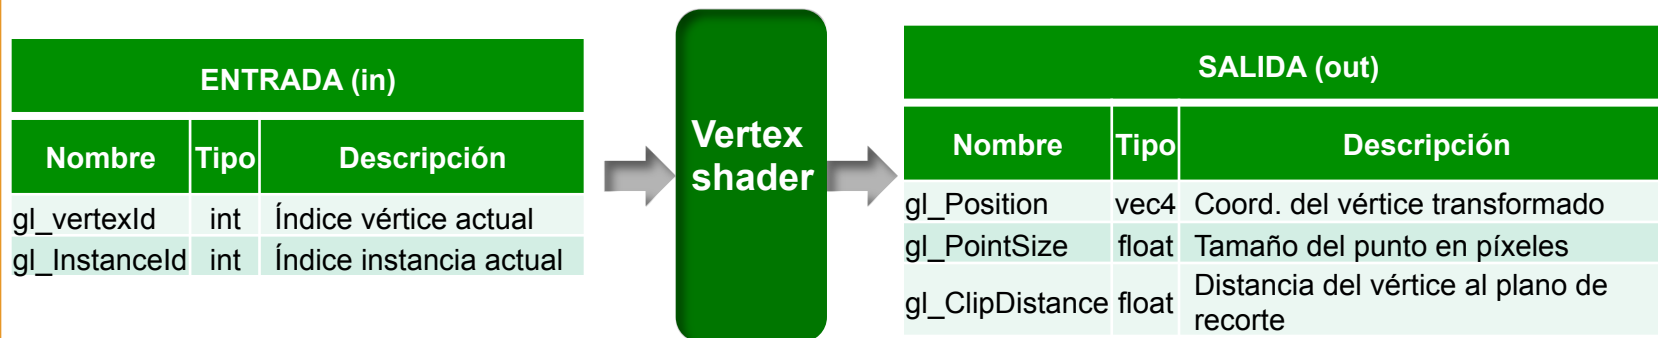 ENTRADA (in)
Nombre Tipo Descripción
gl_vertexId int Índice vértice actual
gl_InstanceId int Índice instancia actual
Vertex
shader
SALIDA (out)
Nombre Tipo Descripción
gl_Position vec4 Coord. del vértice transformado
gl_PointSize float Tamaño del punto en píxeles
gl_ClipDistance float Distancia del vértice al plano de
recorte